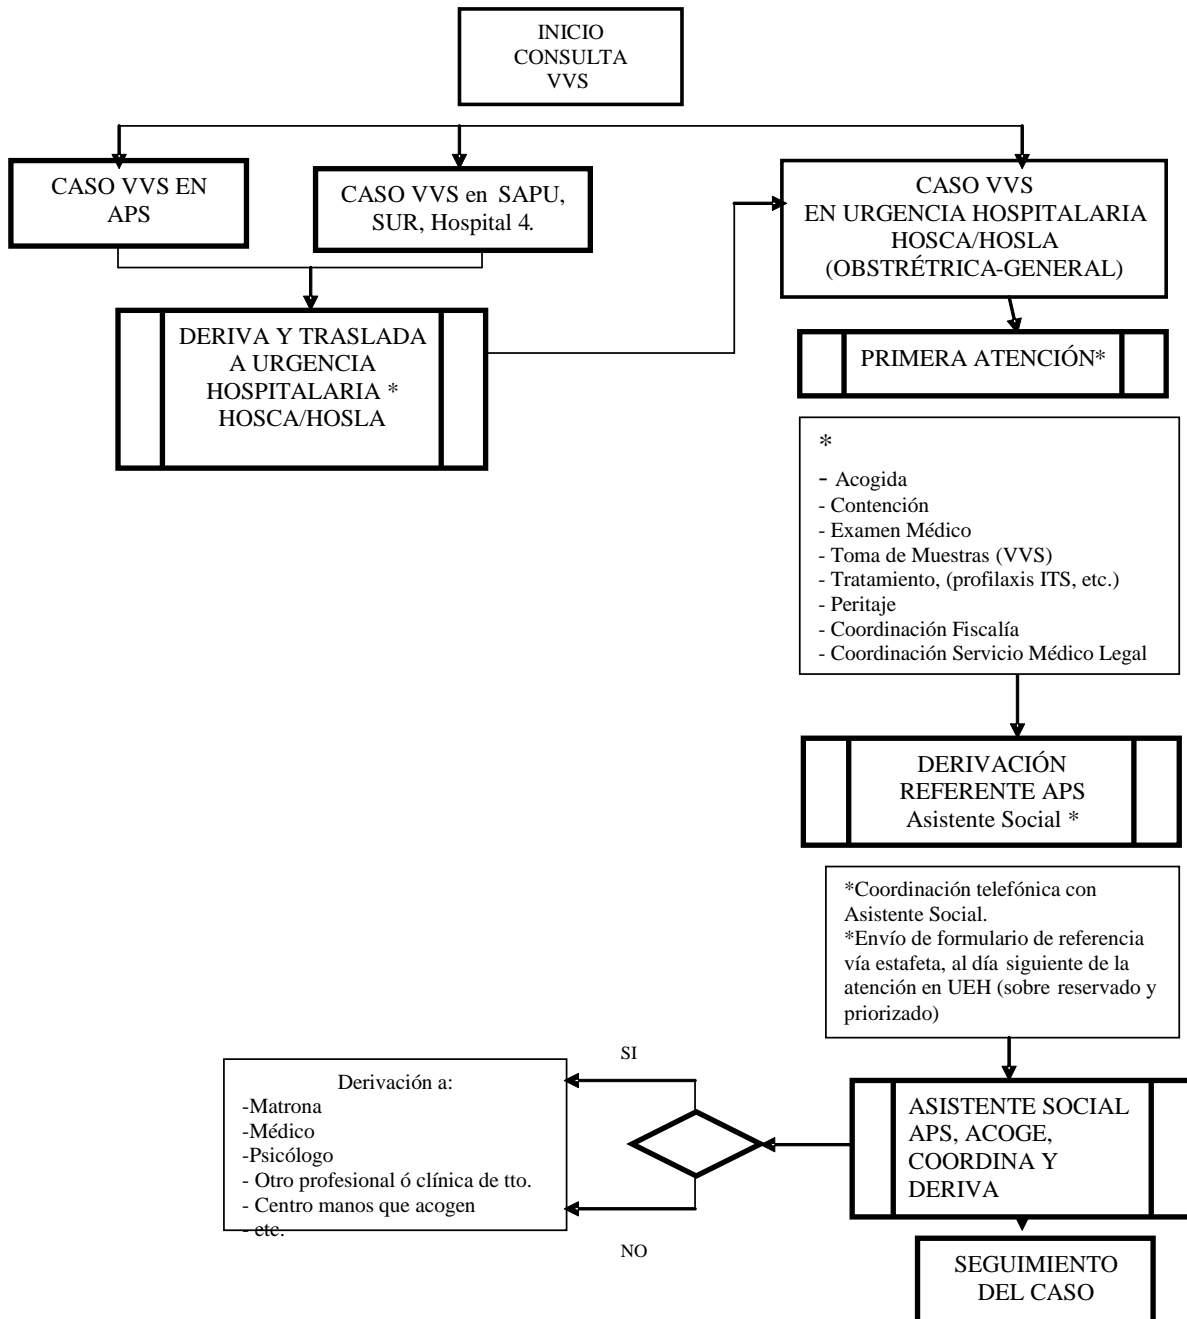 INICIO
CONSULTA
VVS
CASO VVS EN
APS
CASO VVS en SAPU,
SUR, Hospital 4.
CASO VVS
EN URGENCIA HOSPITALARIA
HOSCA/HOSLA
(OBSTRÉTRICA-GENERAL)
DERIVA Y TRASLADA
A URGENCIA
HOSPITALARIA *
HOSCA/HOSLA
PRIMERA ATENCIÓN*
*
- Acogida
- Contención
- Examen Médico
- Toma de Muestras (VVS)
- Tratamiento, (profilaxis ITS, etc.)
- Peritaje
- Coordinación Fiscalía
- Coordinación Servicio Médico Legal
DERIVACIÓN
REFERENTE APS
Asistente Social *
*Coordinación telefónica con
Asistente Social.
*Envío de formulario de referencia
vía estafeta, al día siguiente de la
atención en UEH (sobre reservado y
priorizado)
ASISTENTE SOCIAL
APS, ACOGE,
COORDINA Y
DERIVA
SI
NO
Derivación a:
-Matrona
-Médico
-Psicólogo
- Otro profesional ó clínica de tto.
- Centro manos que acogen
- etc.
SEGUIMIENTO
DEL CASO